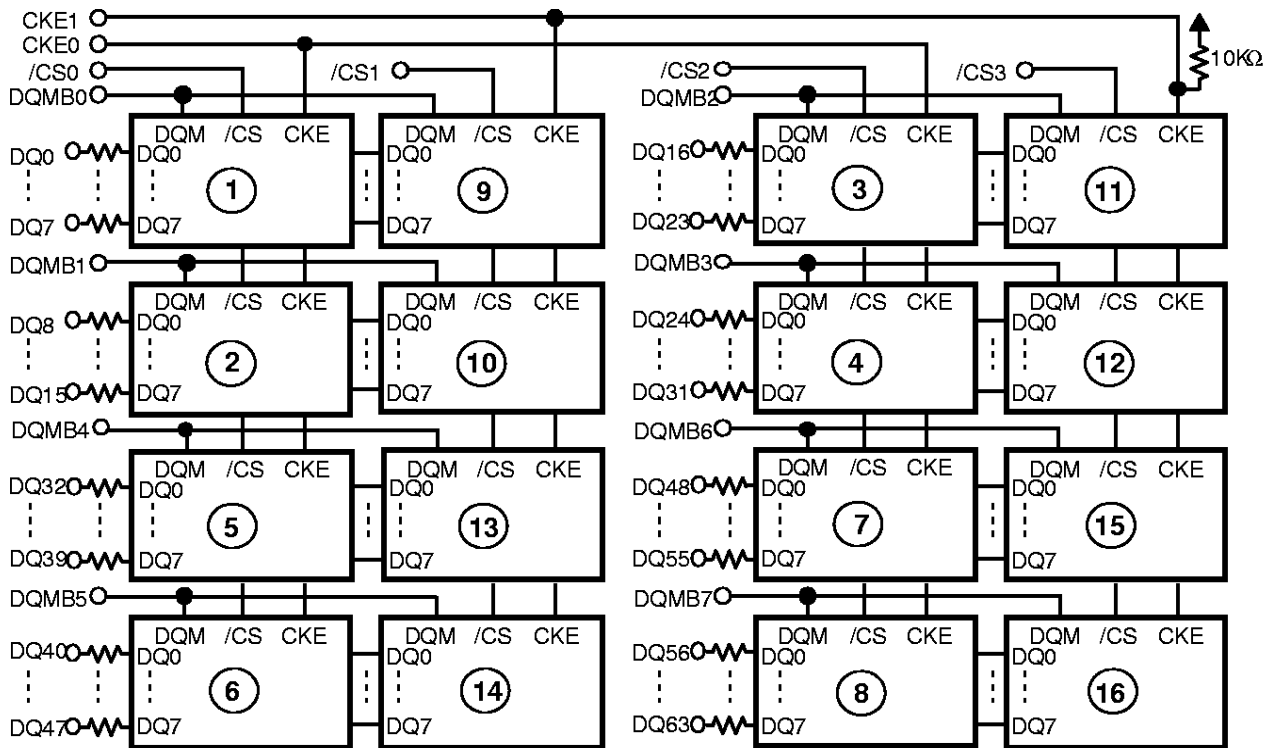 CKE1
CKE0
/CS0 /CS1 /CS2 /CS3 10KΩ
DQMB0 DQMB2
DQM /CS CKE DQM /CS CKE DQM /CS CKE DQM /CS CKE
DQ0 DQ0 DQ0 DQ16 DQ0 DQ0
1 9 3 11
DQ7 DQ7 DQ7 DQ23 DQ7 DQ7
DQMB1 DQMB3
DQM /CS CKE DQM /CS CKE DQM /CS CKE DQM /CS CKE
DQ8 DQ0 DQ0 DQ24 DQ0 DQ0
2 10 4 12
DQ15 DQ7 DQ7 DQ31 DQ7 DQ7
DQMB4 DQMB6
DQM /CS CKE DQM /CS CKE DQM /CS CKE DQM /CS CKE
DQ32 DQ0 DQ0 DQ48 DQ0 DQ0
5 13 7 15
DQ39 DQ7 DQ7 DQ55 DQ7 DQ7
DQMB5 DQMB7
DQM /CS CKE DQM /CS CKE DQM /CS CKE DQM /CS CKE
DQ40 DQ0 DQ0 DQ56 DQ0 DQ0
6 14 8 16
DQ47 DQ7 DQ7 DQ63 DQ7 DQ7